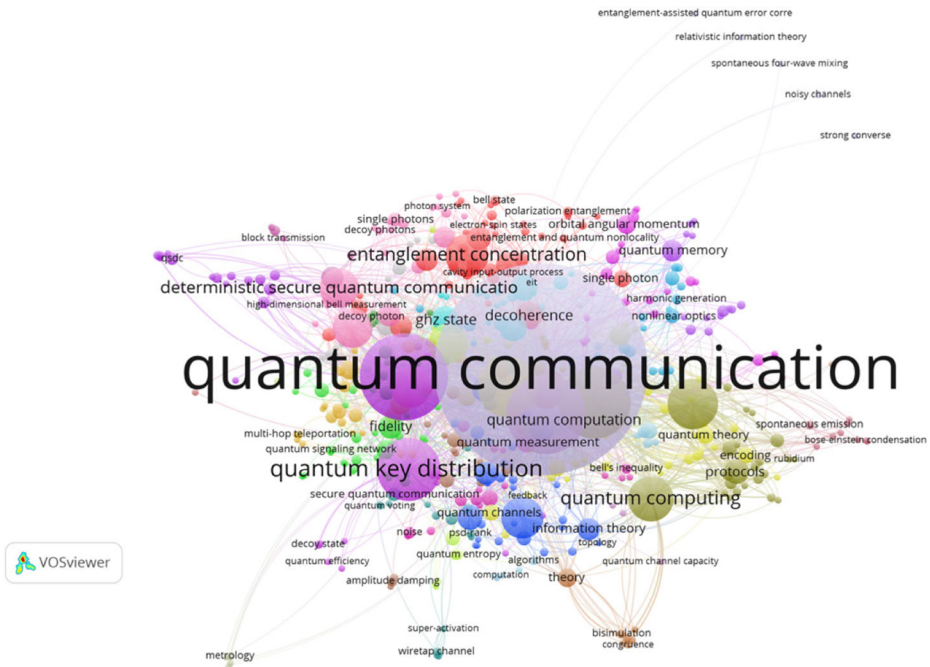 entanglement-assisted quantum error corre
relativistic information theory
spontaneous four-wave mixing
noisy channels
strong converse
bell state
photon system
polarization entanglement
single photons
electron-spin states
orbital angular momentum
decoy photons
block transmission
entanglement and quantum nonlocality
quantum memory
entanglement concentration
qsdc
cavity input-output process
single photon
eit
deterministic secure quantum communicatio
harmonic generation
high-dimensional bell measurement
decoy photon
ghz state
decoherence
nonlinear optics
quantum communication
quantum computation
fidelity
spontaneous emission
multi-hop teleportation
quantum measurement
quantum theory
bose-einstein condensation
quantum signaling network
encoding
rubidium
quantum key distribution
bell's inequality
protocols
secure quantum communication
feedback
quantum computing
quantum voting
quantum channels
noise
psd-rank
information theory
decoy state
topology
quantum entropy
algorithms
quantum efficiency
quantum channel capacity
VOSviewer
computation
theory
amplitude damping
super-activation
bisimulation
congruence
wiretap channel
metrology